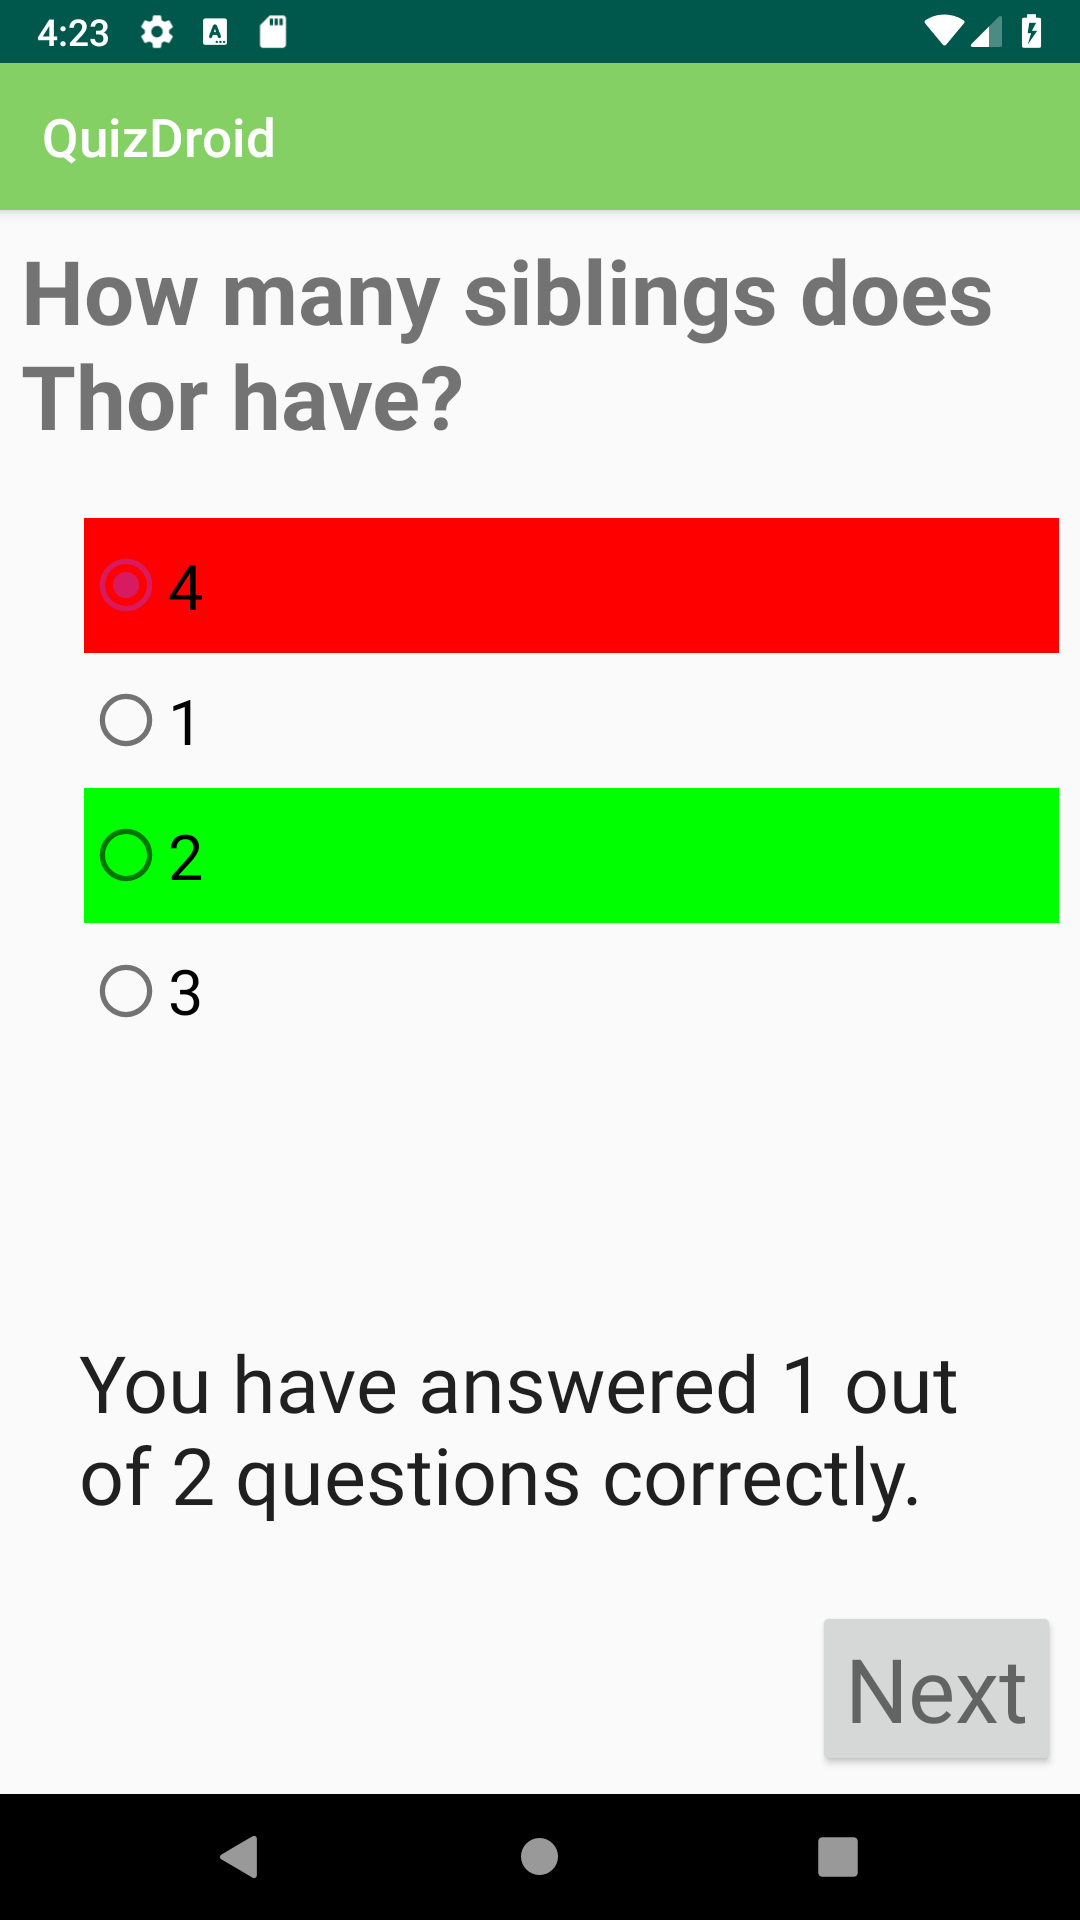 4:23
QuizDroid
How many siblings does
Thor have?
4
1
2
3
You have answered 1 out
of 2 questions correctly.
Next